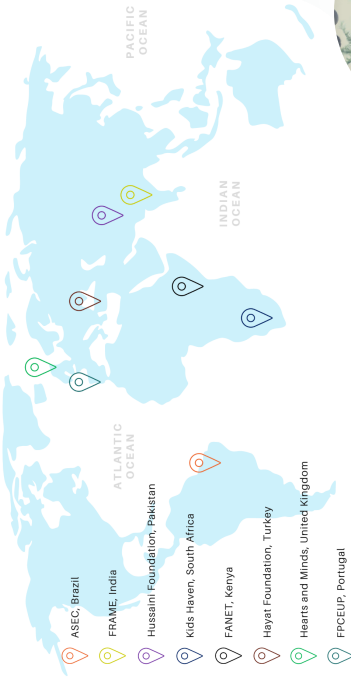 PACIFIC
OCEAN
ATLANTIC
OCEAN
INDIAN
OCEAN
ASEC, Brazil
FRAME, India
Hussaini Foundation, Pakistan
Kids Haven, South Africa
FANET, Kenya
Hayat Foundation, Turkey
Hearts and Minds, United Kingdom
FPCEUP, Portugal